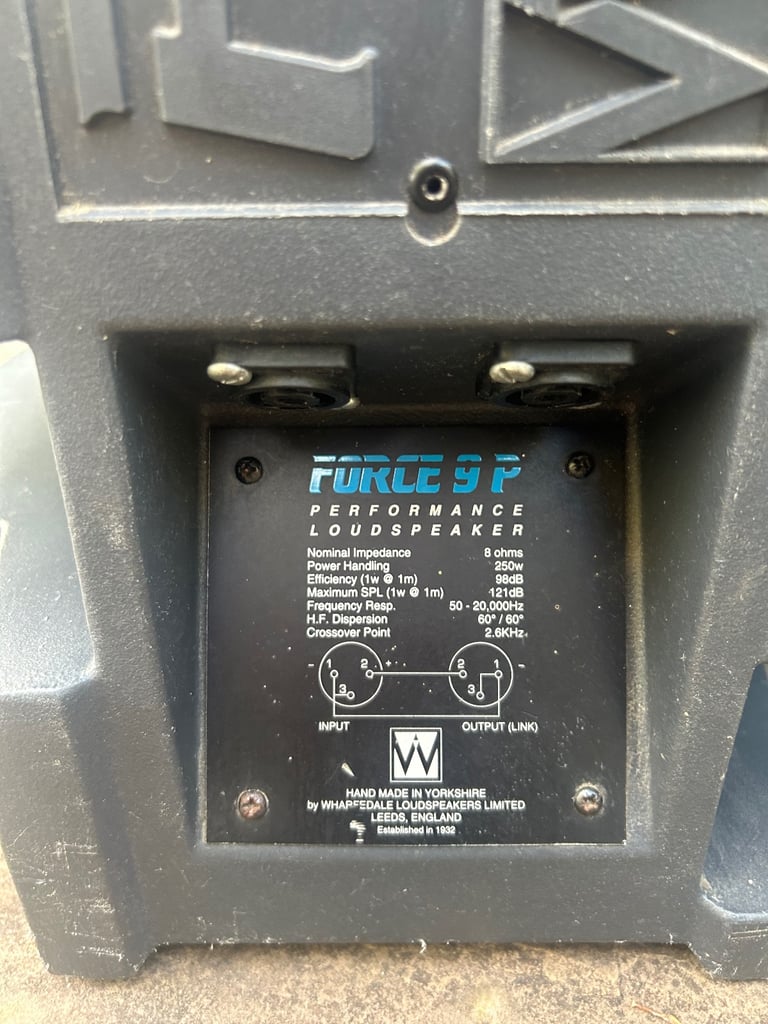 FORCE 9 P
PERFORMANCE
LOUDSPEAKER
Nominal Impedance 8 ohms
Power Handling 250w
Efficiency (1w @ 1m) 98dB
Maximum SPL (1w @ 1m) 121dB
Frequency Resp. 50 - 20,000Hz
H.F. Dispersion 60° / 60°
Crossover Point 2.6KHz
- 1 2 + 2 1 -
3 3
INPUT OUTPUT (LINK)
W
HAND MADE IN YORKSHIRE
by WHARFEDALE LOUDSPEAKERS LIMITED
LEEDS, ENGLAND
Established in 1932